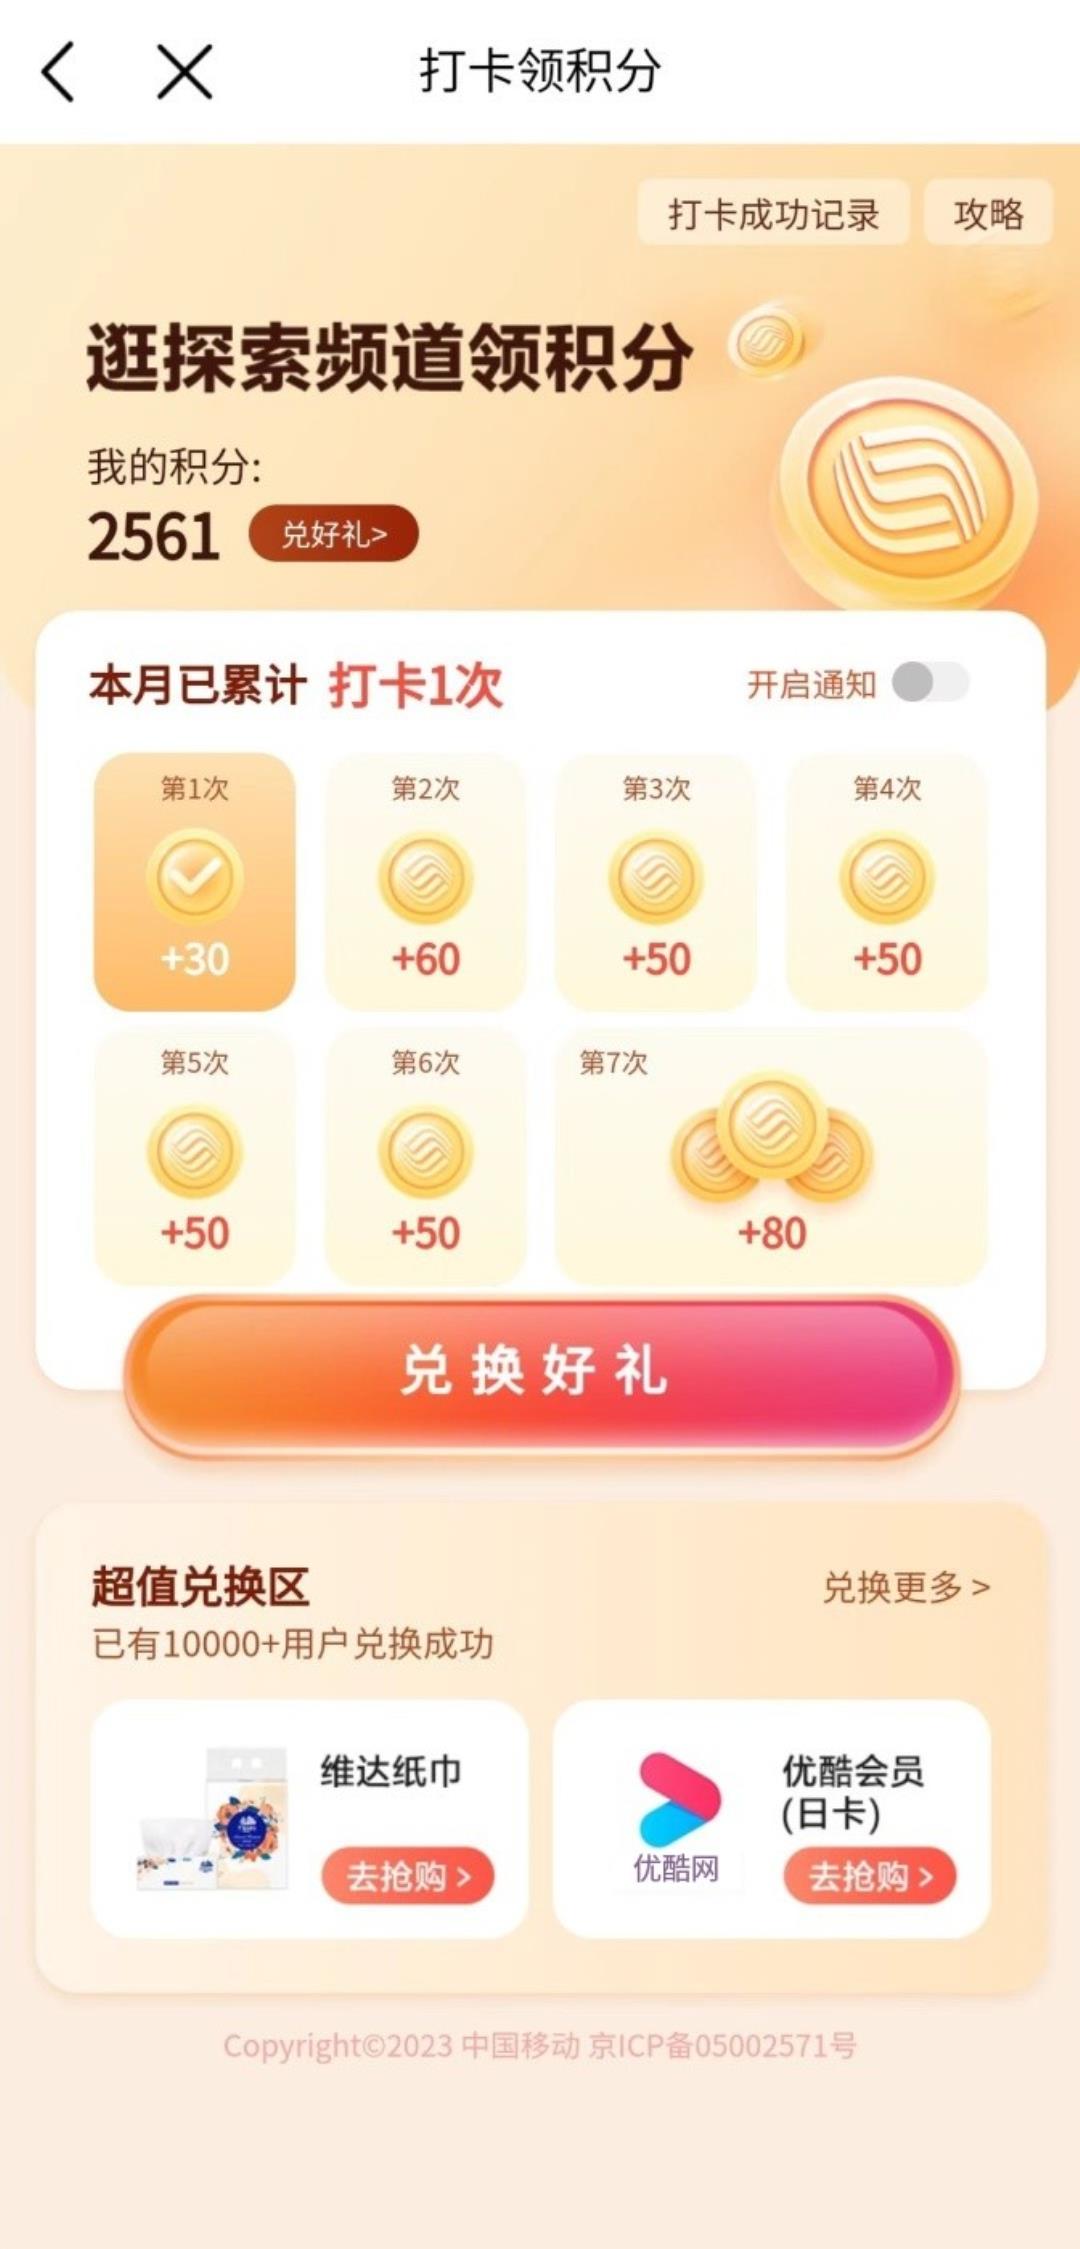 打卡领积分
打卡成功记录 攻略
逛探索频道领积分
我的积分:
2561 兑好礼>
本月已累计 打卡1次 开启通知
第1次 第2次 第3次 第4次
+30 +60 +50 +50
第5次 第6次 第7次
+50 +50 +80
兑换好礼
超值兑换区 兑换更多 >
已有10000+用户兑换成功
维达纸巾
去抢购 >
优酷会员
(日卡)
优酷网
去抢购 >
Copyright©2023 中国移动 京ICP备05002571号